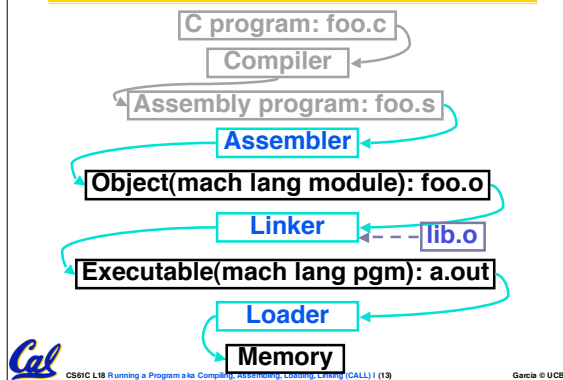 C program: foo.c
Compiler
Assembly program: foo.s
Assembler
Object(mach lang module): foo.o
Linker
lib.o
Executable(mach lang pgm): a.out
Loader
Memory
Cal
CS61C L18 Running a Program aka Compiling, Assembling, Loading, Linking (CALL) I (13)
Garcia © UCB